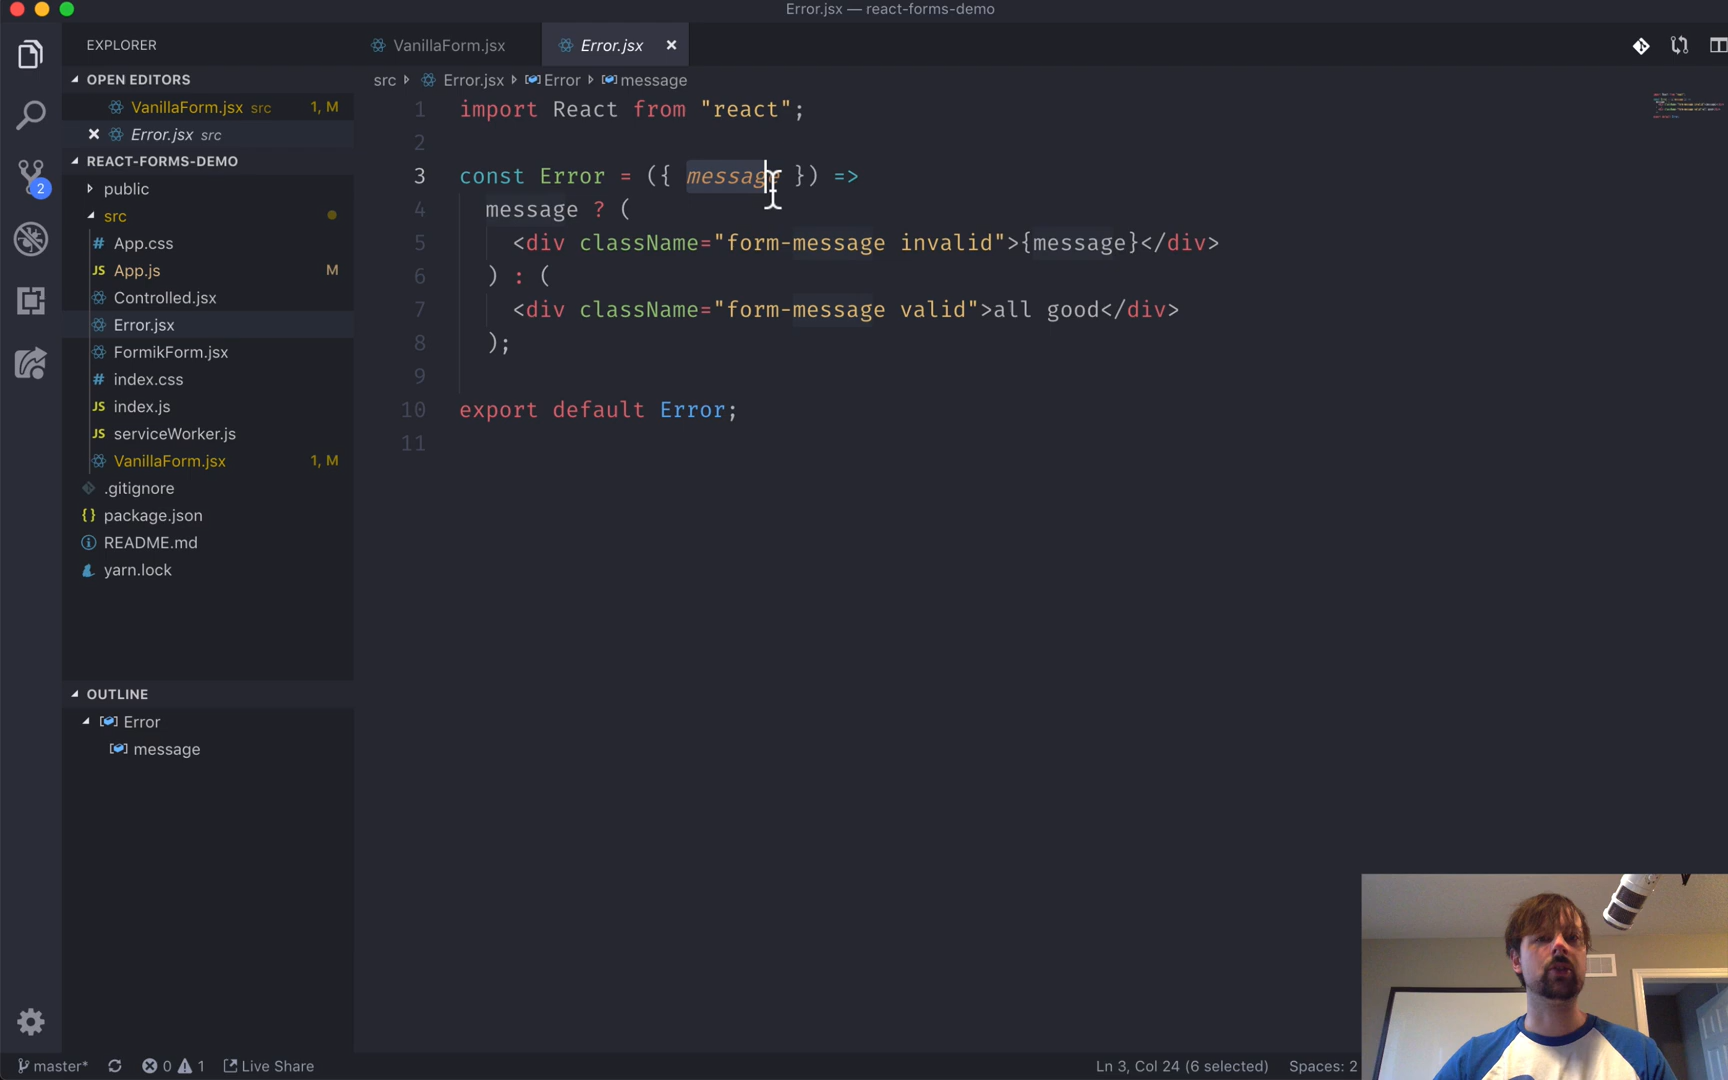 Error.jsx — react-forms-demo
EXPLORER
VanillaForm.jsx
Error.jsx
OPEN EDITORS
src Error.jsx Error message
VanillaForm.jsx src 1, M
Error.jsx src
REACT-FORMS-DEMO
public
src
# App.css
JS App.js M
Controlled.jsx
Error.jsx
FormikForm.jsx
# index.css
JS index.js
JS serviceWorker.js
VanillaForm.jsx 1, M
.gitignore
{} package.json
README.md
yarn.lock
2
1 import React from "react";
2
3 const Error = ({ message }) =>
4 message ? (
5 <div className="form-message invalid">{message}</div>
6 ) : (
7 <div className="form-message valid">all good</div>
8 );
9
10 export default Error;
11
OUTLINE
Error
message
master* 0 1 Live Share
Ln 3, Col 24 (6 selected) Spaces: 2